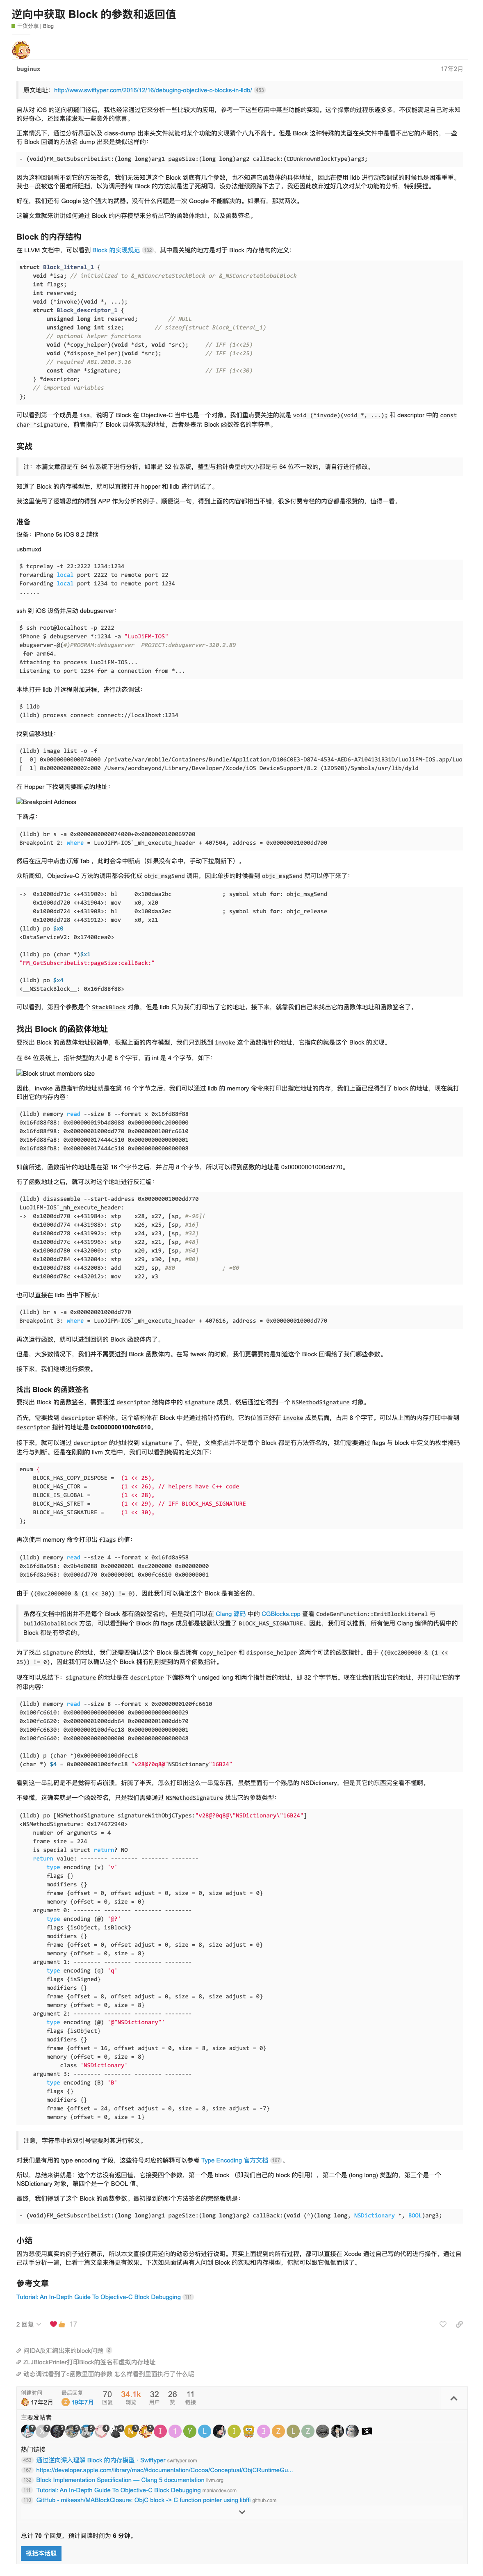 逆向中获取 Block 的参数和返回值
干货分享 | Blog
buginux
17年2月
原文地址：http://www.swiftyper.com/2016/12/16/debuging-objective-c-blocks-in-lldb/ 453
自从对 iOS 的逆向初窥门径后，我也经常通过它来分析一些比较大的应用，参考一下这些应用中某些功能的实现。这个探索的过程乐趣多多，不仅能满足自己对未知
的好奇心，还经常能发现一些意外的惊喜。
正常情况下，通过分析界面以及 class-dump 出来头文件就能对某个功能的实现猜个八九不离十。但是 Block 这种特殊的类型在头文件中是看不出它的声明的，一些
有 Block 回调的方法名 dump 出来是类似这样的：
- (void)FM_GetSubscribeList:(long long)arg1 pageSize:(long long)arg2 callBack:(CDUnknownBlockType)arg3;
因为这种回调看不到它的方法签名，我们无法知道这个 Block 到底有几个参数，也不知道它函数体的具体地址，因此在使用 lldb 进行动态调试的时候也是困难重重。
我也一度被这个困难所阻挡，以为调用到有 Block 的方法就是进了死胡同，没办法继续跟踪下去了。我还因此放弃过好几次对某个功能的分析，特别受挫。
好在，我们还有 Google 这个强大的武器，没有什么问题是一次 Google 不能解决的。如果有，那就两次。
这篇文章就来讲讲如何通过 Block 的内存模型来分析出它的函数体地址，以及函数签名。
Block 的内存结构
在 LLVM 文档中，可以看到 Block 的实现规范 132 ，其中最关键的地方是对于 Block 内存结构的定义：
struct Block_literal_1 {
void *isa; // initialized to &_NSConcreteStackBlock or &_NSConcreteGlobalBlock
int flags;
int reserved;
void (*invoke)(void *, ...);
struct Block_descriptor_1 {
unsigned long int reserved; // NULL
unsigned long int size; // sizeof(struct Block_literal_1)
// optional helper functions
void (*copy_helper)(void *dst, void *src); // IFF (1<<25)
void (*dispose_helper)(void *src); // IFF (1<<25)
// required ABI.2010.3.16
const char *signature; // IFF (1<<30)
} *descriptor;
// imported variables
};
可以看到第一个成员是 isa，说明了 Block 在 Objective-C 当中也是一个对象。我们重点要关注的就是 void (*invode)(void *, ...); 和 descriptor 中的 const
char *signature，前者指向了 Block 具体实现的地址，后者是表示 Block 函数签名的字符串。
实战
注：本篇文章都是在 64 位系统下进行分析，如果是 32 位系统，整型与指针类型的大小都是与 64 位不一致的，请自行进行修改。
知道了 Block 的内存模型后，就可以直接打开 hopper 和 lldb 进行调试了。
我这里使用了逻辑思维的得到 APP 作为分析的例子。顺便说一句，得到上面的内容都相当不错，很多付费专栏的内容都是很赞的，值得一看。
准备
设备：iPhone 5s iOS 8.2 越狱
usbmuxd
$ tcprelay -t 22:2222 1234:1234
Forwarding local port 2222 to remote port 22
Forwarding local port 1234 to remote port 1234
......
ssh 到 iOS 设备并启动 debugserver：
$ ssh root@localhost -p 2222
iPhone $ debugserver *:1234 -a "LuoJiFM-IOS"
ebugserver-@(#)PROGRAM:debugserver PROJECT:debugserver-320.2.89
for arm64.
Attaching to process LuoJiFM-IOS...
Listening to port 1234 for a connection from *...
本地打开 lldb 并远程附加进程，进行动态调试：
$ lldb
(lldb) process connect connect://localhost:1234
找到偏移地址：
(lldb) image list -o -f
[ 0] 0x0000000000074000 /private/var/mobile/Containers/Bundle/Application/D106C0E3-D874-4534-AED6-A7104131B31D/LuoJiFM-IOS.app/Luo
[ 1] 0x000000000002c000 /Users/wordbeyond/Library/Developer/Xcode/iOS DeviceSupport/8.2 (12D508)/Symbols/usr/lib/dyld
在 Hopper 下找到需要断点的地址：
Breakpoint Address
下断点：
(lldb) br s -a 0x0000000000074000+0x0000000100069700
Breakpoint 2: where = LuoJiFM-IOS`_mh_execute_header + 407504, address = 0x00000001000dd700
然后在应用中点击订阅 Tab ，此时会命中断点（如果没有命中，手动下拉刷新下）。
众所周知，Objective-C 方法的调用都会转化成 objc_msgSend 调用，因此单步的时候看到 objc_msgSend 就可以停下来了：
-> 0x1000dd71c <+431900>: bl 0x100daa2bc ; symbol stub for: objc_msgSend
0x1000dd720 <+431904>: mov x0, x20
0x1000dd724 <+431908>: bl 0x100daa2ec ; symbol stub for: objc_release
0x1000dd728 <+431912>: mov x0, x21
(lldb) po $x0
<DataServiceV2: 0x17400cea0>
(lldb) po (char *)$x1
"FM_GetSubscribeList:pageSize:callBack:"
(lldb) po $x4
<__NSStackBlock__: 0x16fd88f88>
可以看到，第四个参数是个 StackBlock 对象，但是 lldb 只为我们打印出了它的地址。接下来，就靠我们自己来找出它的函数体地址和函数签名了。
找出 Block 的函数体地址
要找出 Block 的函数体地址很简单，根据上面的内存模型，我们只到找到 invoke 这个函数指针的地址，它指向的就是这个 Block 的实现。
在 64 位系统上，指针类型的大小是 8 个字节，而 int 是 4 个字节，如下：
Block struct members size
因此，invoke 函数指针的地址就是在第 16 个字节之后。我们可以通过 lldb 的 memory 命令来打印出指定地址的内存，我们上面已经得到了 block 的地址，现在就打
印出它的内存内容：
(lldb) memory read --size 8 --format x 0x16fd88f88
0x16fd88f88: 0x000000019b4d8088 0x00000000c2000000
0x16fd88f98: 0x00000001000dd770 0x0000000100fc6610
0x16fd88fa8: 0x000000017444c510 0x0000000000000001
0x16fd88fb8: 0x000000017444c510 0x0000000000000008
如前所述，函数指针的地址是在第 16 个字节之后，并占用 8 个字节，所以可以得到函数的地址是 0x00000001000dd770。
有了函数地址之后，就可以对这个地址进行反汇编：
(lldb) disassemble --start-address 0x00000001000dd770
LuoJiFM-IOS`_mh_execute_header:
-> 0x1000dd770 <+431984>: stp x28, x27, [sp, #-96]!
0x1000dd774 <+431988>: stp x26, x25, [sp, #16]
0x1000dd778 <+431992>: stp x24, x23, [sp, #32]
0x1000dd77c <+431996>: stp x22, x21, [sp, #48]
0x1000dd780 <+432000>: stp x20, x19, [sp, #64]
0x1000dd784 <+432004>: stp x29, x30, [sp, #80]
0x1000dd788 <+432008>: add x29, sp, #80 ; =80
0x1000dd78c <+432012>: mov x22, x3
也可以直接在 lldb 当中下断点：
(lldb) br s -a 0x00000001000dd770
Breakpoint 3: where = LuoJiFM-IOS`_mh_execute_header + 407616, address = 0x00000001000dd770
再次运行函数，就可以进到回调的 Block 函数体内了。
但是，大多数情况下，我们并不需要进到 Block 函数体内。在写 tweak 的时候，我们更需要的是知道这个 Block 回调给了我们哪些参数。
接下来，我们继续进行探索。
找出 Block 的函数签名
要找出 Block 的函数签名，需要通过 descriptor 结构体中的 signature 成员，然后通过它得到一个 NSMethodSignature 对象。
首先，需要找到 descriptor 结构体。这个结构体在 Block 中是通过指针持有的，它的位置正好在 invoke 成员后面，占用 8 个字节。可以从上面的内存打印中看到
descriptor 指针的地址是 0x0000000100fc6610。
接下来，就可以通过 descriptor 的地址找到 signature 了。但是，文档指出并不是每个 Block 都是有方法签名的，我们需要通过 flags 与 block 中定义的枚举掩码
进行与判断。还是在刚刚的 llvm 文档中，我们可以看到掩码的定义如下：
enum {
BLOCK_HAS_COPY_DISPOSE = (1 << 25),
BLOCK_HAS_CTOR = (1 << 26), // helpers have C++ code
BLOCK_IS_GLOBAL = (1 << 28),
BLOCK_HAS_STRET = (1 << 29), // IFF BLOCK_HAS_SIGNATURE
BLOCK_HAS_SIGNATURE = (1 << 30),
};
再次使用 memory 命令打印出 flags 的值：
(lldb) memory read --size 4 --format x 0x16fd8a958
0x16fd8a958: 0x9b4d8088 0x00000001 0xc2000000 0x00000000
0x16fd8a968: 0x000dd770 0x00000001 0x00fc6610 0x00000001
由于 ((0xc2000000 & (1 << 30)) != 0)，因此我们可以确定这个 Block 是有签名的。
虽然在文档中指出并不是每个 Block 都有函数签名的。但是我们可以在 Clang 源码 中的 CGBlocks.cpp 查看 CodeGenFunction::EmitBlockLiteral 与
buildGlobalBlock 方法，可以看到每个 Block 的 flags 成员都是被默认设置了 BLOCK_HAS_SIGNATURE。因此，我们可以推断，所有使用 Clang 编译的代码中的
Block 都是有签名的。
为了找出 signature 的地址，我们还需要确认这个 Block 是否拥有 copy_helper 和 disponse_helper 这两个可选的函数指针。由于 ((0xc2000000 & (1 <<
25)) != 0)，因此我们可以确认这个 Block 拥有刚刚提到的两个函数指针。
现在可以总结下：signature 的地址是在 descriptor 下偏移两个 unsiged long 和两个指针后的地址，即 32 个字节后。现在让我们找出它的地址，并打印出它的字
符串内容：
(lldb) memory read --size 8 --format x 0x0000000100fc6610
0x100fc6610: 0x0000000000000000 0x0000000000000029
0x100fc6620: 0x00000001000ddb64 0x00000001000ddb70
0x100fc6630: 0x0000000100dfec18 0x0000000000000001
0x100fc6640: 0x0000000000000000 0x0000000000000048
(lldb) p (char *)0x0000000100dfec18
(char *) $4 = 0x0000000100dfec18 "v28@?0q8@"NSDictionary"16B24"
看到这一串乱码是不是觉得有点崩溃，折腾了半天，怎么打印出这么一串鬼东西，虽然里面有一个熟悉的 NSDictionary，但是其它的东西完全看不懂啊。
不要慌，这确实就是一个函数签名，只是我们需要通过 NSMethodSignature 找出它的参数类型：
(lldb) po [NSMethodSignature signatureWithObjCTypes:"v28@?0q8@\"NSDictionary\"16B24"]
<NSMethodSignature: 0x174672940>
number of arguments = 4
frame size = 224
is special struct return? NO
return value: -------- -------- -------- --------
type encoding (v) 'v'
flags {}
modifiers {}
frame {offset = 0, offset adjust = 0, size = 0, size adjust = 0}
memory {offset = 0, size = 0}
argument 0: -------- -------- -------- --------
type encoding (@) '@?'
flags {isObject, isBlock}
modifiers {}
frame {offset = 0, offset adjust = 0, size = 8, size adjust = 0}
memory {offset = 0, size = 8}
argument 1: -------- -------- -------- --------
type encoding (q) 'q'
flags {isSigned}
modifiers {}
frame {offset = 8, offset adjust = 0, size = 8, size adjust = 0}
memory {offset = 0, size = 8}
argument 2: -------- -------- -------- --------
type encoding (@) '@"NSDictionary"'
flags {isObject}
modifiers {}
frame {offset = 16, offset adjust = 0, size = 8, size adjust = 0}
memory {offset = 0, size = 8}
class 'NSDictionary'
argument 3: -------- -------- -------- --------
type encoding (B) 'B'
flags {}
modifiers {}
frame {offset = 24, offset adjust = 0, size = 8, size adjust = -7}
memory {offset = 0, size = 1}
注意，字符串中的双引号需要对其进行转义。
对我们最有用的 type encoding 字段，这些符号对应的解释可以参考 Type Encoding 官方文档 187 。
所以，总结来讲就是：这个方法没有返回值，它接受四个参数，第一个是 block （即我们自己的 block 的引用），第二个是 (long long) 类型的，第三个是一个
NSDictionary 对象，第四个是一个 BOOL 值。
最终，我们得到了这个 Block 的函数参数，最初提到的那个方法签名的完整版就是：
- (void)FM_GetSubscribeList:(long long)arg1 pageSize:(long long)arg2 callBack:(void (^)(long long, NSDictionary *, BOOL)arg3;
小结
因为想使用真实的例子进行演示，所以本文直接使用逆向的动态分析进行说明。其实上面提到的所有过程，都可以直接在 Xcode 通过自己写的代码进行操作。通过自
己动手分析一遍，比看十篇文章来得更有效果。下次如果面试再有人问到 Block 的实现和内存模型，你就可以跟它侃侃而谈了。
参考文章
Tutorial: An In-Depth Guide To Objective-C Block Debugging 111
2 回复
17
问IDA反汇编出来的block问题 2
ZLJBlockPrinter打印Block的签名和虚拟内存地址
动态调试看到了c函数里面的参数 怎么样看到里面执行了什么呢
创建时间
17年2月
最后回复
19年7月
70
回复
34.1k
浏览
32
用户
26
赞
11
链接
主要发帖者
热门链接
453 通过逆向深入理解 Block 的内存模型 - Swiftyper swiftyper.com
187 https://developer.apple.com/library/mac/#documentation/Cocoa/Conceptual/ObjCRuntimeGu...
132 Block Implementation Specification — Clang 5 documentation llvm.org
111 Tutorial: An In-Depth Guide To Objective-C Block Debugging maniacdev.com
110 GitHub - mikeash/MABlockClosure: ObjC block -> C function pointer using libffi github.com
总计 70 个回复，预计阅读时间为 6 分钟。
概括本话题